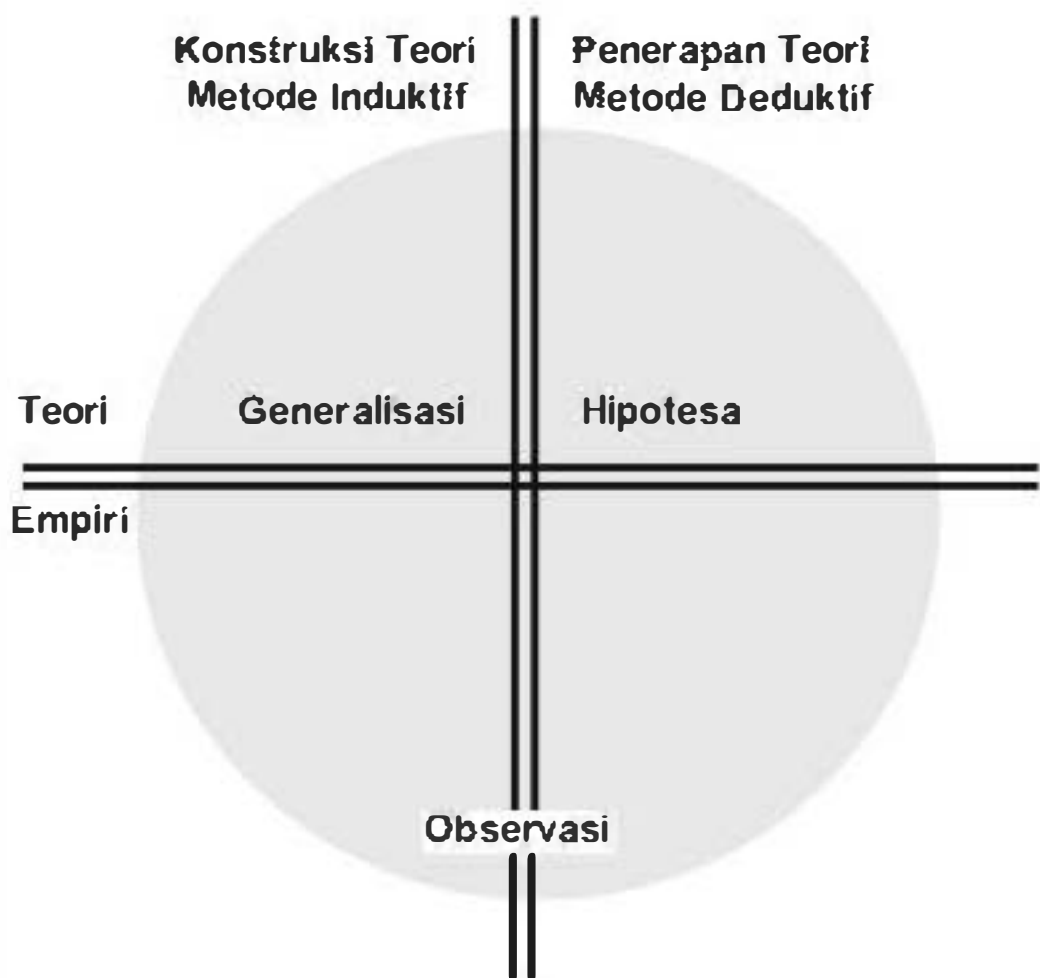 Konstruksi Teori
Metode Induktif
Penerapan Teori
Metode Deduktif
Teori
Generalisasi
Hipotesa
Empiri
Observasi